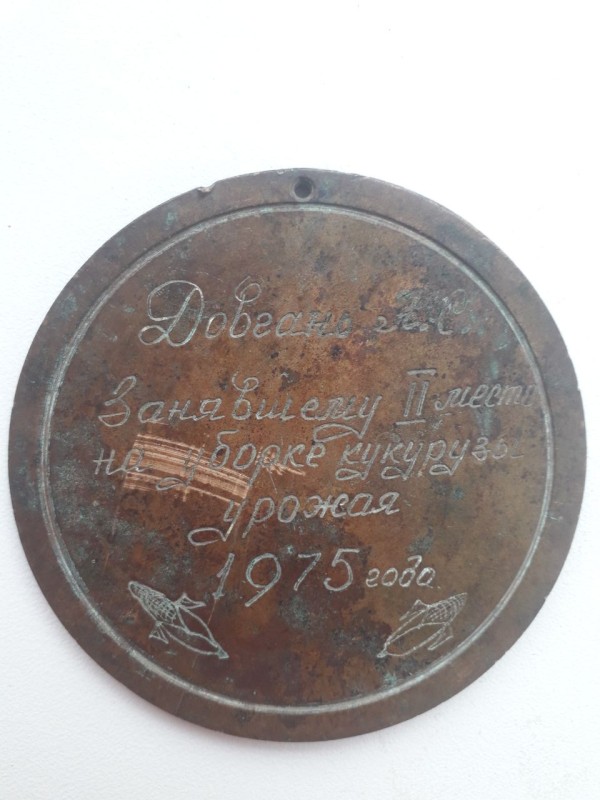 Довгань
Занявшему II место
на уборке кукурузы
урожая
1975 года